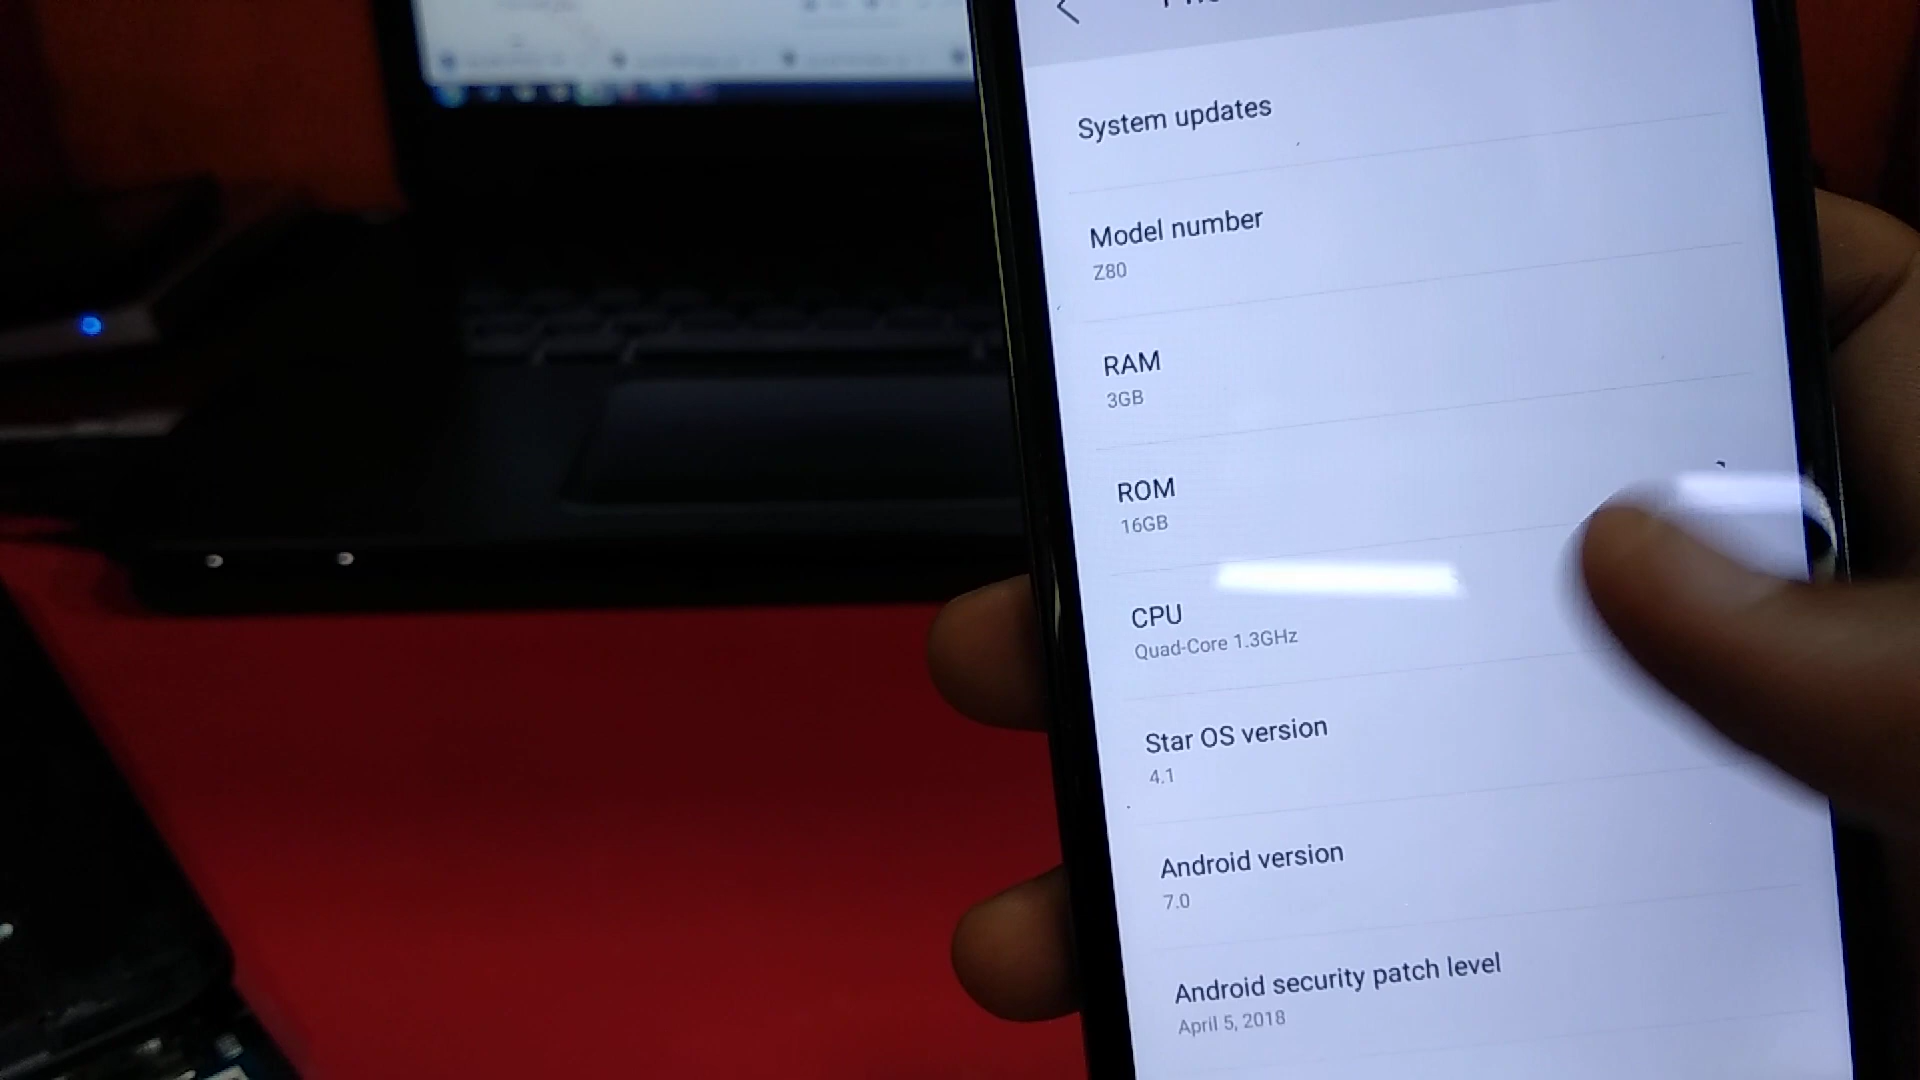 System updates
Model number
Z80
RAM
3GB
ROM
16GB
CPU
Quad-Core 1.3GHz
Star OS version
4.1
Android version
7.0
Android security patch level
April 5, 2018